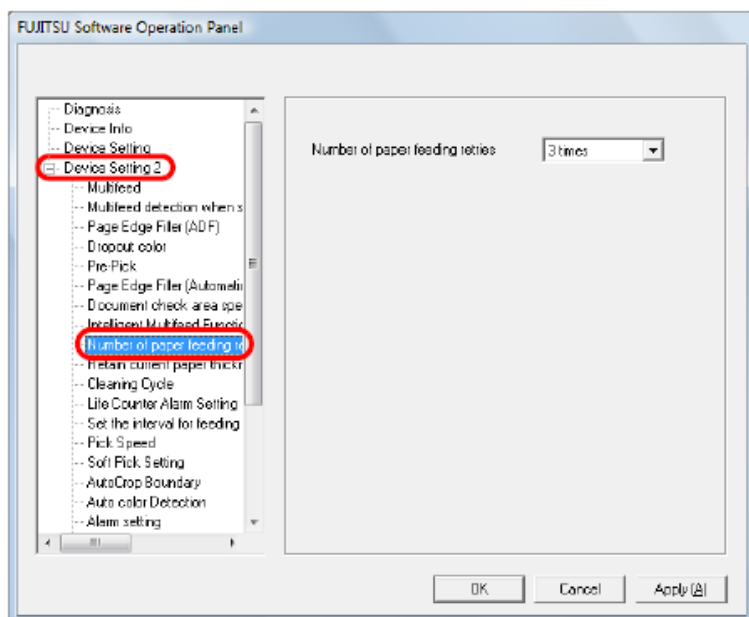 FUJITSU Software Operation Panel
Diagnosis
Device Info
Device Setting
Device Setting 2
Multifeed
Multifeed detection when s
Page Edge Filler (ADF)
Dropout color
Pre-Pick
Page Edge Filler (Automati
Document check area spe
Intelligent Multifeed Functio
Number of paper feeding re
Retain current paper thickn
Cleaning Cycle
Life Counter Alarm Setting
Set the interval for feeding
Pick Speed
Soft Pick Setting
AutoCrop Boundary
Auto color Detection
Alarm setting
Number of paper feeding retries
3 times
OK
Cancel
Apply (A)